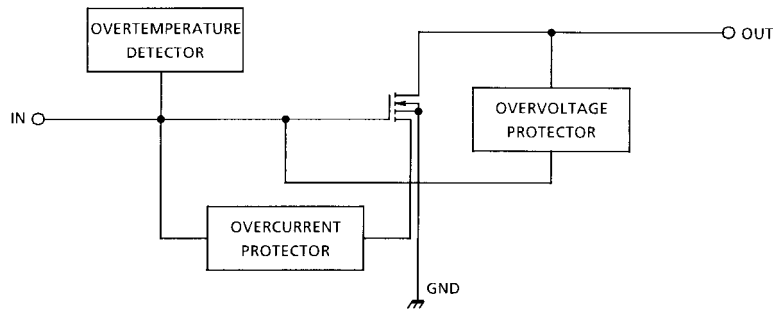 OVERTEMPERATURE
DETECTOR
OUT
OVERVOLTAGE
PROTECTOR
IN
OVERCURRENT
PROTECTOR
GND